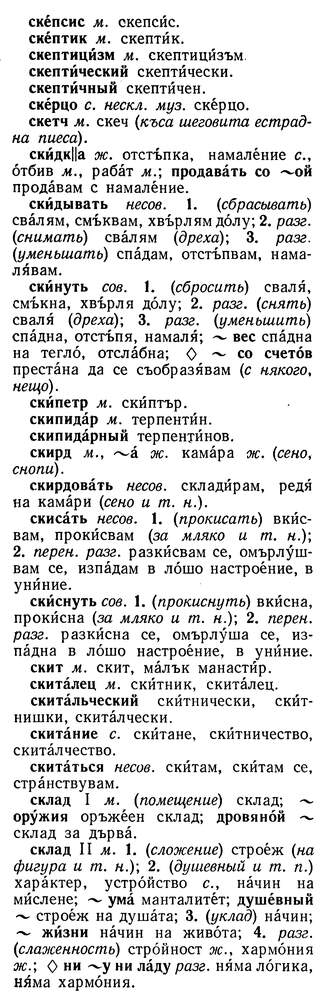 ске́псис м. скепси́с.
ске́птик м. скепти́к.
скептици́зм м. скептици́зъм
скепти́ческий скепти́чески.
скепти́чный скепти́чен.
ске́рцо с. нескл. муз. ске́рцо.
скетч м. скеч (къса шеговита естрад-
на пиеса).
ски́дк||а ж. отстъ́пка, намале́ние с.,
о́тбив м., раба́т м.; продава́ть со ~ой
прода́вам с намале́ние.
ски́дывать несов. 1. (сбрасывать)
сва́лям, смъ́квам, хвъ́рлям до́лу; 2. разг.
(снимать) сва́лям (дреха); 3. разг.
(уменьшать) спа́дам, отстъ́пвам, нама-
ля́вам.
ски́нуть сов. 1. (сбросить) сваля́,
смъ́кна, хвъ́рля до́лу; 2. разг. (снять)
сваля́ (дреха); 3. разг. (уменьшить)
спа́дна, отстъ́пя, намаля́; ~ вес спа́дна
на тегло́, отсла́бна; ◊ ~ со счето́в
преста́на да се съобразя́вам (с някого,
нещо).
ски́петр м. ски́птър.
скипида́р м. терпенти́н.
скипида́рный терпенти́нов.
скирд м., ~а́ ж. кама́ра ж. (сено,
снопи).
скирдова́ть несов. склади́рам, редя́
на кама́ри (сено и т. н.).
скиса́ть несов. 1. (прокисать) вки́с-
вам, проки́свам (за мляко и т. н.);
2. перен. разг. разки́свам се, омърлу́ш-
вам се, изпа́дам в ло́шо настрое́ние, в
уни́ние.
ски́снуть сов. 1. (прокиснуть) вки́сна,
проки́сна (за мляко и т. н.); 2. перен.
разг. разки́сна се, омърлу́ша се, из-
па́дна в ло́шо настрое́ние, в уни́ние.
скит м. скит, ма́лък манасти́р.
скита́лец м. ски́тник, скита́лец.
скита́льческий ски́тнически, ски́т-
нишки, скита́лчески.
скита́ние с. ски́тане, ски́тничество,
скита́лчество.
скита́ться несов. ски́там, ски́там се,
стра́нствувам.
склад I м. (помещение) склад; ~
ору́жия оръже́ен склад; дровяно́й ~
склад за дърва́.
склад II м. 1. (сложение) строе́ж (на
фигура и т. н.); 2. (душевный и т. п.)
хара́ктер, устро́йство с., на́чин на
ми́слене; ~ ума́ манталите́т; душе́вный
~ строе́ж на душа́та; 3. (уклад) на́чин;
~ жи́зни на́чин на живо́та; 4. разг.
(слаженность) стро́йност ж., хармо́ния
ж.; ◊ ни ~у ни ла́ду разг. ня́ма ло́гика,
ня́ма хармо́ния.